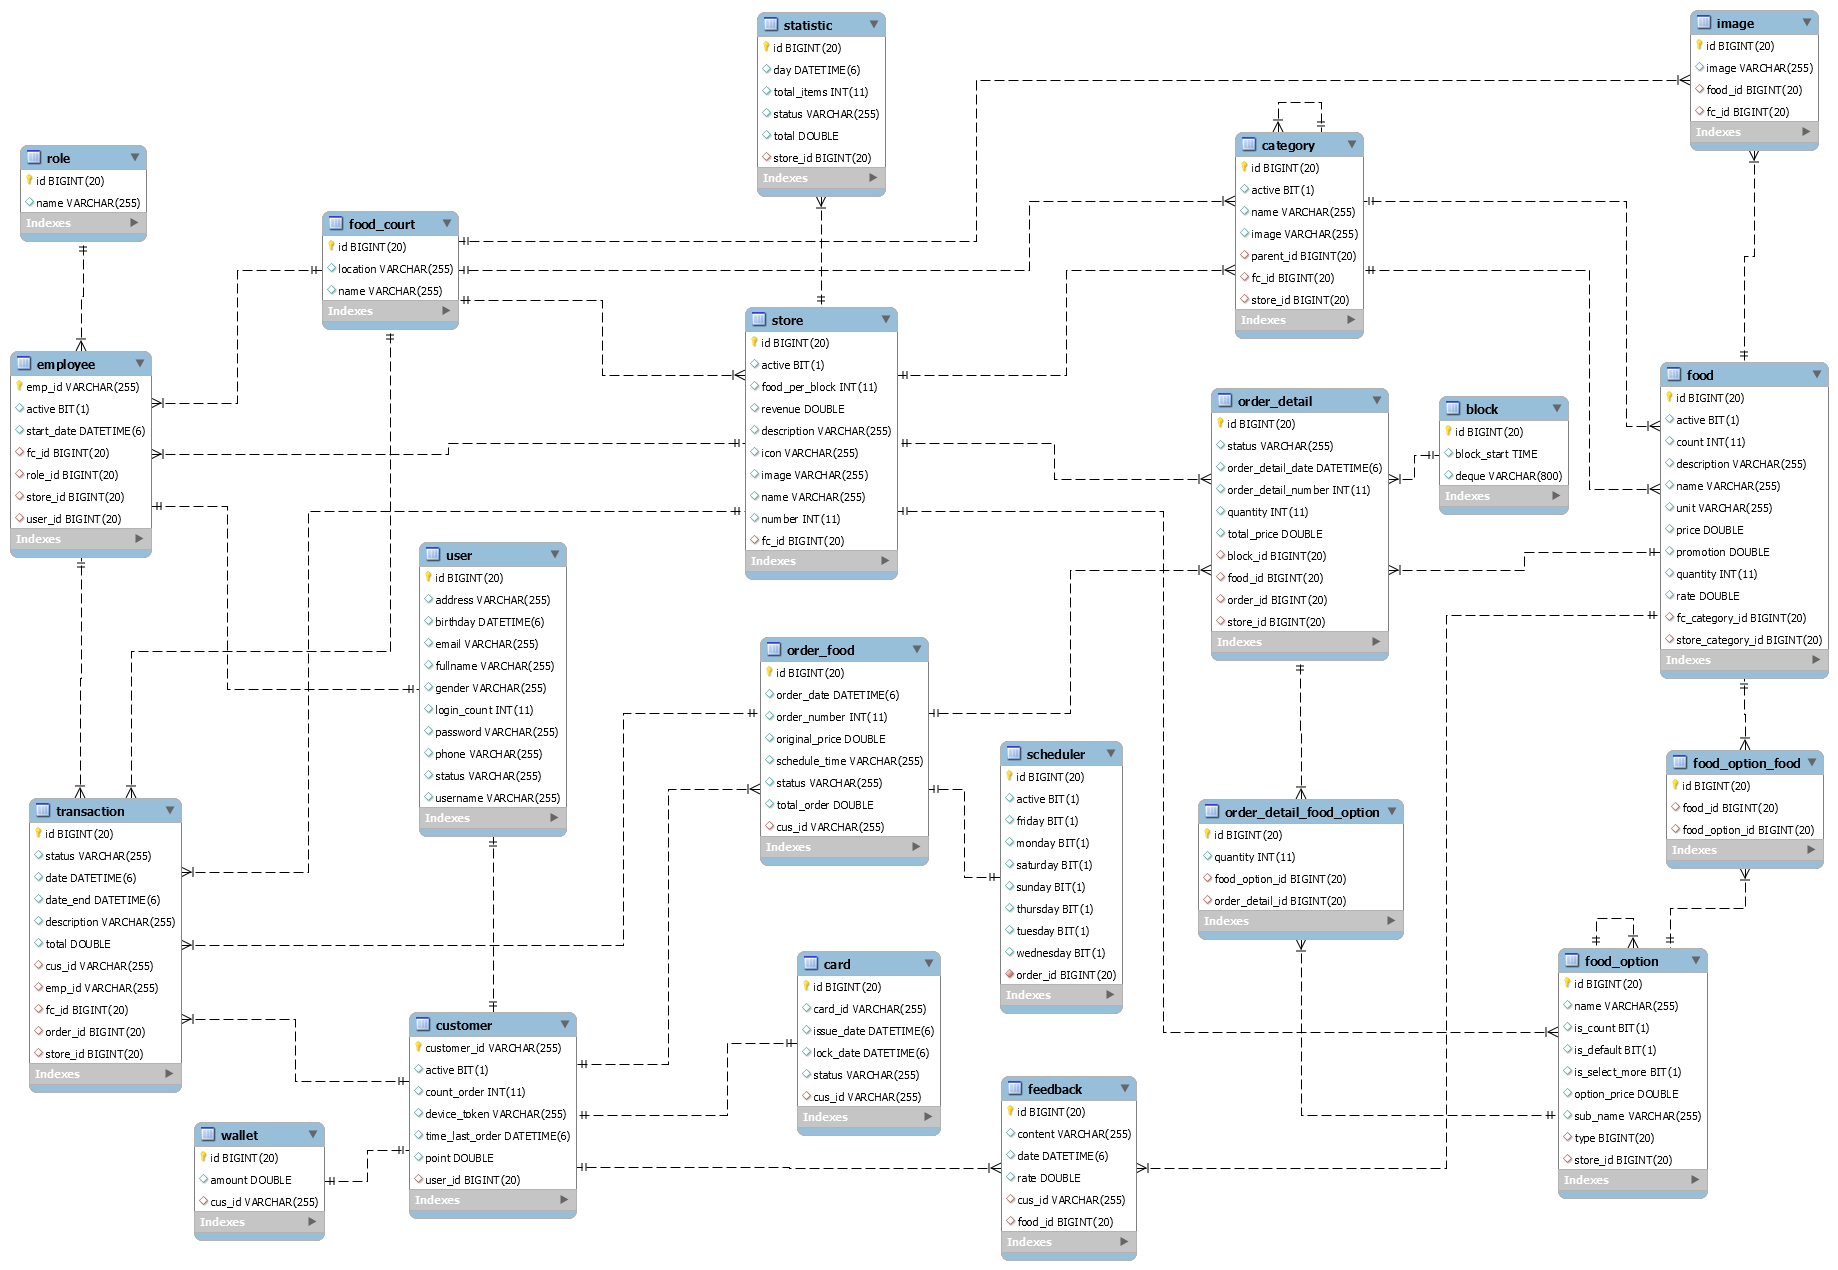 statistic
id BIGINT(20)
day DATETIME(6)
total_items INT(11)
status VARCHAR(255)
total DOUBLE
store_id BIGINT(20)
Indexes
image
id BIGINT(20)
image VARCHAR(255)
food_id BIGINT(20)
fc_id BIGINT(20)
Indexes
role
id BIGINT(20)
name VARCHAR(255)
Indexes
food_court
id BIGINT(20)
location VARCHAR(255)
name VARCHAR(255)
Indexes
category
id BIGINT(20)
active BIT(1)
name VARCHAR(255)
image VARCHAR(255)
parent_id BIGINT(20)
fc_id BIGINT(20)
store_id BIGINT(20)
Indexes
employee
emp_id VARCHAR(255)
active BIT(1)
start_date DATETIME(6)
fc_id BIGINT(20)
role_id BIGINT(20)
store_id BIGINT(20)
user_id BIGINT(20)
Indexes
store
id BIGINT(20)
active BIT(1)
food_per_block INT(11)
revenue DOUBLE
description VARCHAR(255)
icon VARCHAR(255)
image VARCHAR(255)
name VARCHAR(255)
number INT(11)
fc_id BIGINT(20)
Indexes
order_detail
id BIGINT(20)
status VARCHAR(255)
order_detail_date DATETIME(6)
order_detail_number INT(11)
quantity INT(11)
total_price DOUBLE
block_id BIGINT(20)
food_id BIGINT(20)
order_id BIGINT(20)
store_id BIGINT(20)
Indexes
block
id BIGINT(20)
block_start TIME
deque VARCHAR(800)
Indexes
food
id BIGINT(20)
active BIT(1)
count INT(11)
description VARCHAR(255)
name VARCHAR(255)
unit VARCHAR(255)
price DOUBLE
promotion DOUBLE
quantity INT(11)
rate DOUBLE
fc_category_id BIGINT(20)
store_category_id BIGINT(20)
Indexes
user
id BIGINT(20)
address VARCHAR(255)
birthday DATETIME(6)
email VARCHAR(255)
fullname VARCHAR(255)
gender VARCHAR(255)
login_count INT(11)
password VARCHAR(255)
phone VARCHAR(255)
status VARCHAR(255)
username VARCHAR(255)
Indexes
order_food
id BIGINT(20)
order_date DATETIME(6)
order_number INT(11)
original_price DOUBLE
schedule_time VARCHAR(255)
status VARCHAR(255)
total_order DOUBLE
cus_id VARCHAR(255)
Indexes
scheduler
id BIGINT(20)
active BIT(1)
friday BIT(1)
monday BIT(1)
saturday BIT(1)
sunday BIT(1)
thursday BIT(1)
tuesday BIT(1)
wednesday BIT(1)
order_id BIGINT(20)
Indexes
food_option_food
id BIGINT(20)
food_id BIGINT(20)
food_option_id BIGINT(20)
Indexes
transaction
id BIGINT(20)
status VARCHAR(255)
date DATETIME(6)
date_end DATETIME(6)
description VARCHAR(255)
total DOUBLE
cus_id VARCHAR(255)
emp_id VARCHAR(255)
fc_id BIGINT(20)
order_id BIGINT(20)
store_id BIGINT(20)
Indexes
order_detail_food_option
id BIGINT(20)
quantity INT(11)
food_option_id BIGINT(20)
order_detail_id BIGINT(20)
Indexes
card
id BIGINT(20)
card_id VARCHAR(255)
issue_date DATETIME(6)
lock_date DATETIME(6)
status VARCHAR(255)
cus_id VARCHAR(255)
Indexes
food_option
id BIGINT(20)
name VARCHAR(255)
is_count BIT(1)
is_default BIT(1)
is_select_more BIT(1)
option_price DOUBLE
sub_name VARCHAR(255)
type BIGINT(20)
store_id BIGINT(20)
Indexes
customer
customer_id VARCHAR(255)
active BIT(1)
count_order INT(11)
device_token VARCHAR(255)
time_last_order DATETIME(6)
point DOUBLE
user_id BIGINT(20)
Indexes
feedback
id BIGINT(20)
content VARCHAR(255)
date DATETIME(6)
rate DOUBLE
cus_id VARCHAR(255)
food_id BIGINT(20)
Indexes
wallet
id BIGINT(20)
amount DOUBLE
cus_id VARCHAR(255)
Indexes